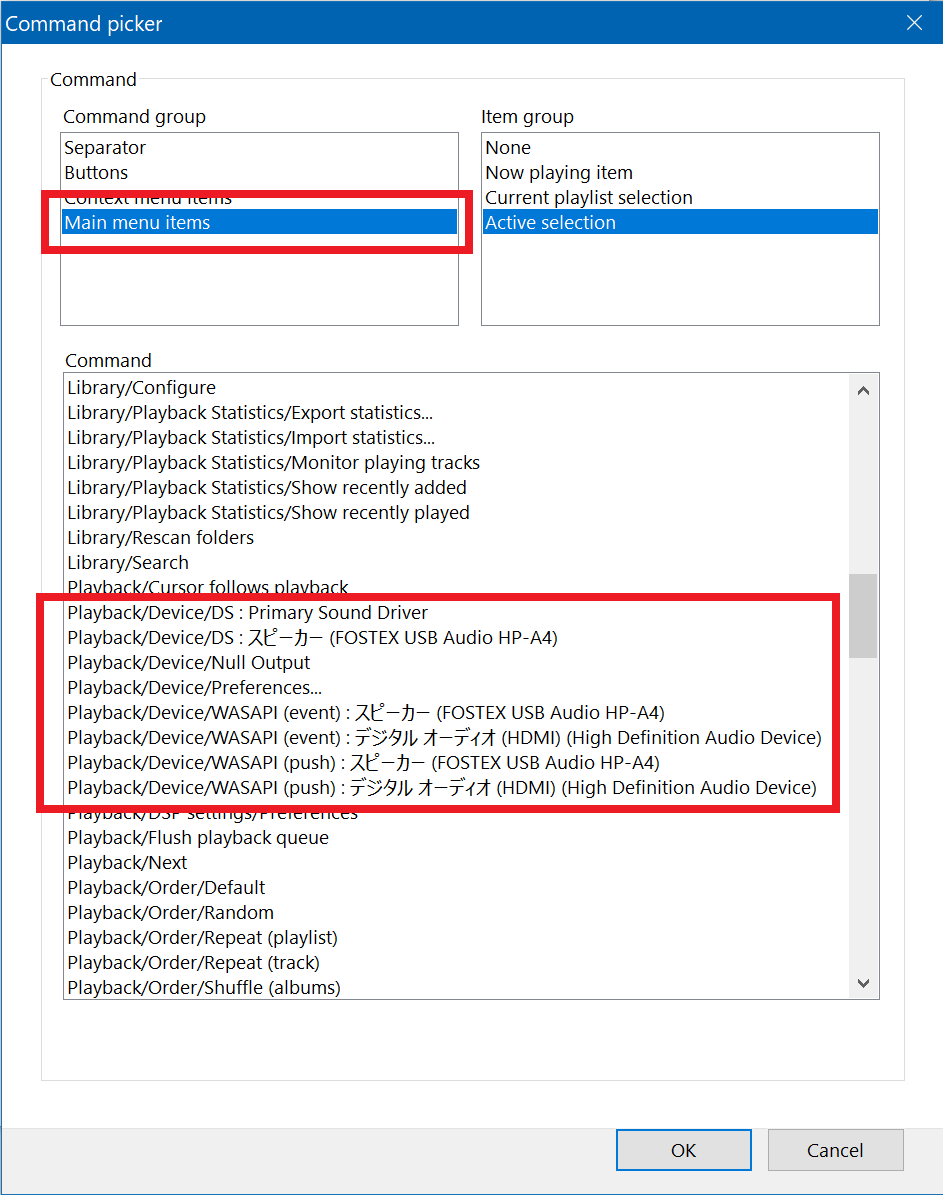 Command picker
Command
Command group
Item group
Separator
Buttons
Context menu items
Main menu items
None
Now playing item
Current playlist selection
Active selection
Command
Library/Configure
Library/Playback Statistics/Export statistics...
Library/Playback Statistics/Import statistics...
Library/Playback Statistics/Monitor playing tracks
Library/Playback Statistics/Show recently added
Library/Playback Statistics/Show recently played
Library/Rescan folders
Library/Search
Playback/Cursor follows playback
Playback/Device/DS : Primary Sound Driver
Playback/Device/DS : スピーカー (FOSTEX USB Audio HP-A4)
Playback/Device/Null Output
Playback/Device/Preferences...
Playback/Device/WASAPI (event) : スピーカー (FOSTEX USB Audio HP-A4)
Playback/Device/WASAPI (event) : デジタル オーディオ (HDMI) (High Definition Audio Device)
Playback/Device/WASAPI (push) : スピーカー (FOSTEX USB Audio HP-A4)
Playback/Device/WASAPI (push) : デジタル オーディオ (HDMI) (High Definition Audio Device)
Playback/DSP settings/Preferences
Playback/Flush playback queue
Playback/Next
Playback/Order/Default
Playback/Order/Random
Playback/Order/Repeat (playlist)
Playback/Order/Repeat (track)
Playback/Order/Shuffle (albums)
OK
Cancel